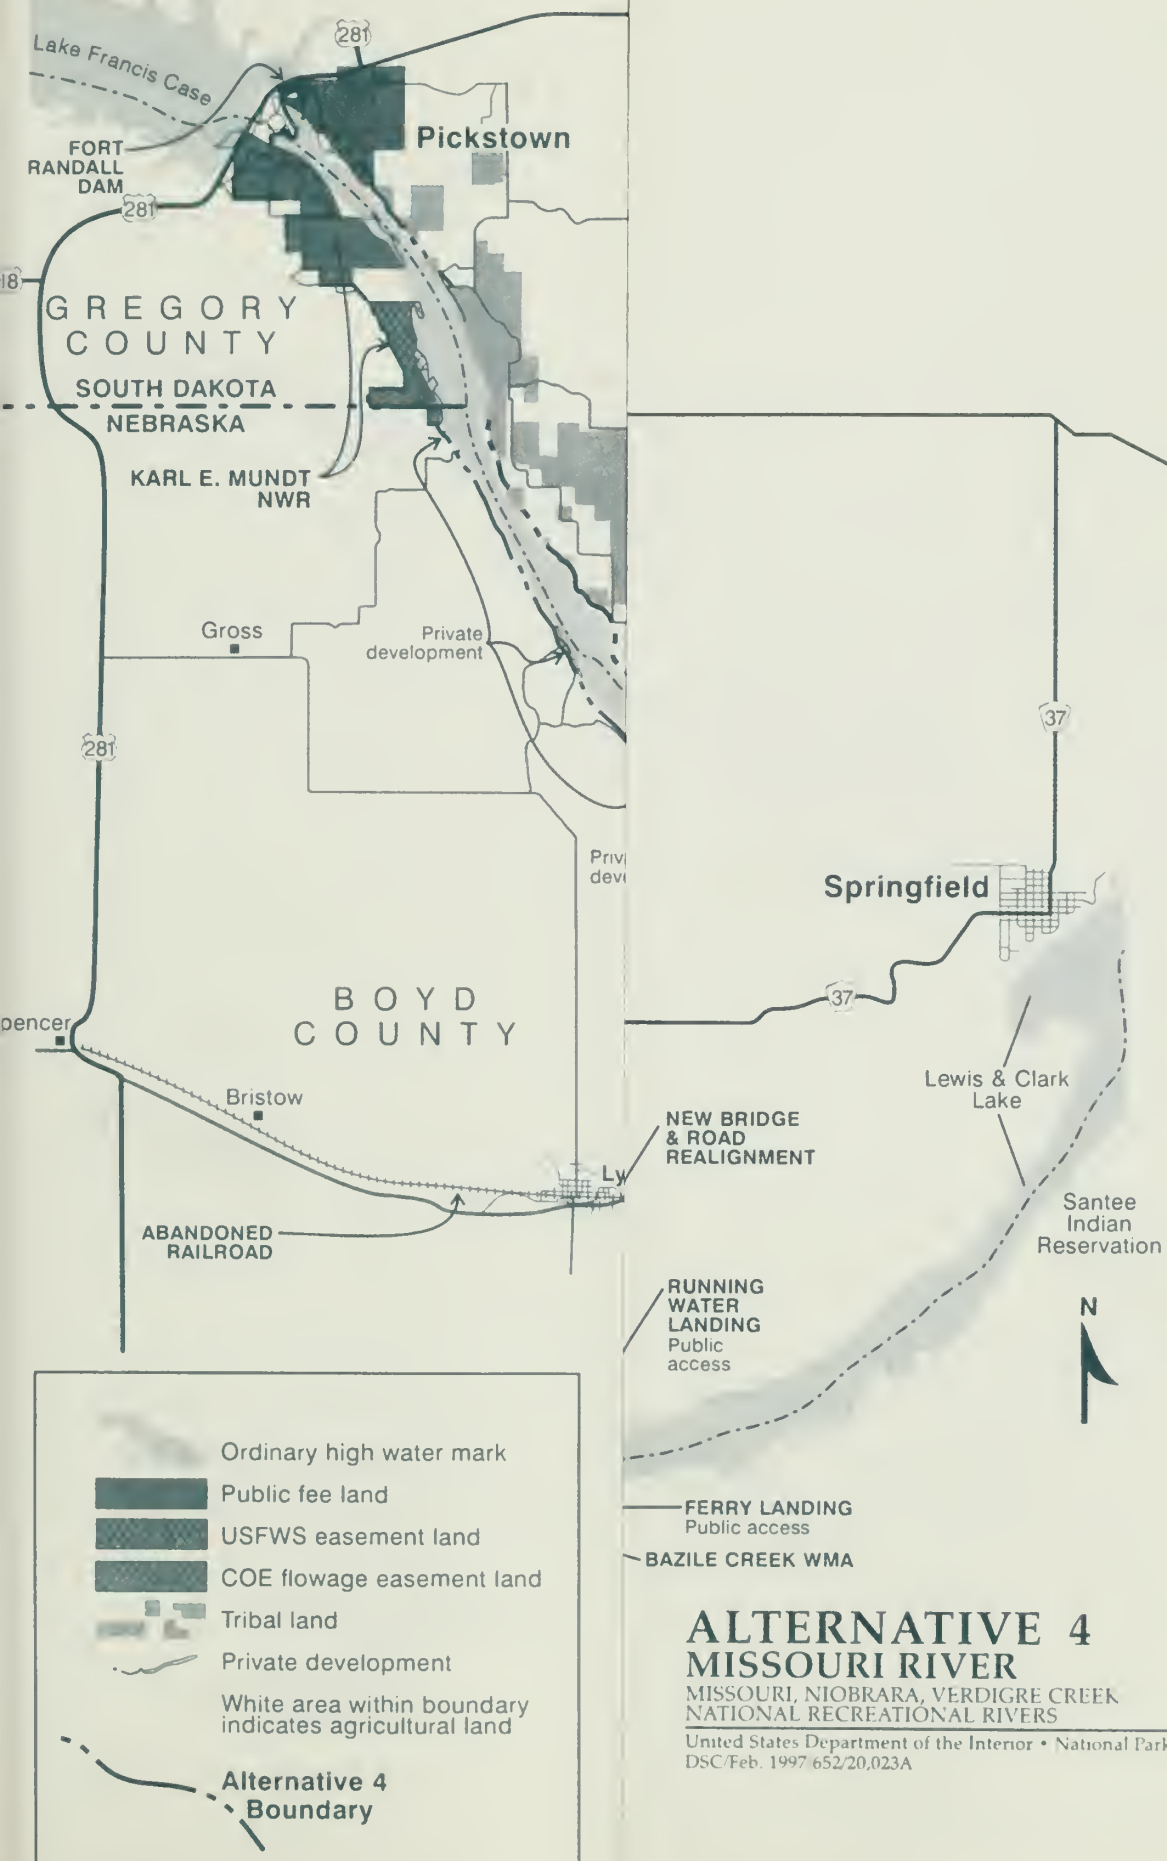 281
Lake Francis Case
Pickstown
FORT
RANDALL
DAM
281
18
GREGORY
COUNTY
SOUTH DAKOTA
NEBRASKA
KARL E. MUNDT
NWR
Gross
Private
development
281
37
Priv
dev
Springfield
BOYD
COUNTY
37
pencer
Bristow
Lewis & Clark
Lake
NEW BRIDGE
& ROAD
REALIGNMENT
Ly
ABANDONED
RAILROAD
Santee
Indian
Reservation
RUNNING
WATER
LANDING
Public
access
N
Ordinary high water mark
Public fee land
USFWS easement land
COE flowage easement land
Tribal land
Private development
White area within boundary
indicates agricultural land
Alternative 4
Boundary
FERRY LANDING
Public access
BAZILE CREEK WMA
ALTERNATIVE 4
MISSOURI RIVER
MISSOURI, NIOBRARA, VERDIGRE CREEK
NATIONAL RECREATIONAL RIVERS
United States Department of the Interior • National Park
DSC/Feb. 1997 652/20,023A